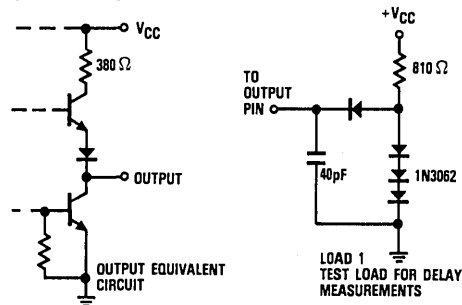 VCC
380 Ω
OUTPUT
OUTPUT EQUIVALENT
CIRCUIT
+VCC
810 Ω
TO
OUTPUT
PIN
40pF
1N3062
LOAD 1
TEST LOAD FOR DELAY
MEASUREMENTS